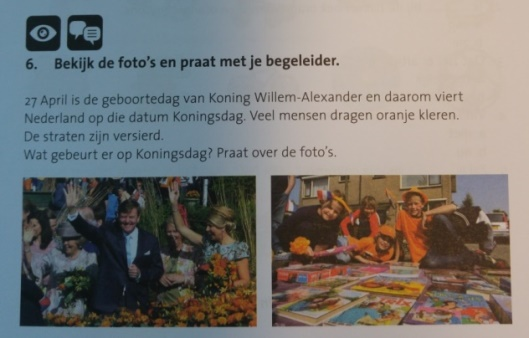 6. Bekijk de foto's en praat met je begeleider.
27 April is de geboortedag van Koning Willem-Alexander en daarom viert
Nederland op die datum Koningsdag. Veel mensen dragen oranje kleren.
De straten zijn versierd.
Wat gebeurt er op Koningsdag? Praat over de foto's.